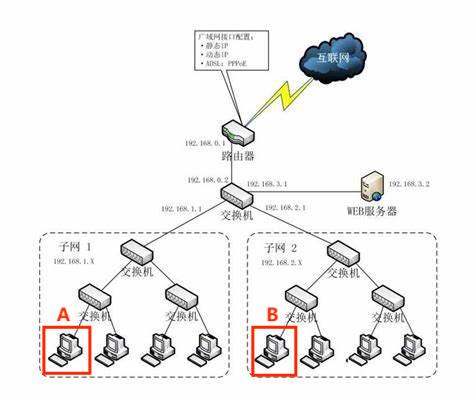 广域网接口配置：
· 静态IP
· 动态IP
· ADSL：PPPoE
互联网
192.168.0.1
路由器
192.168.0.2
192.168.3.1
192.168.3.2
交换机
WEB服务器
192.168.1.1
192.168.2.1
子网 1
192.168.1.X
交换机
子网 2
192.168.2.X
交换机
A
交换机
交换机
B
交换机
交换机